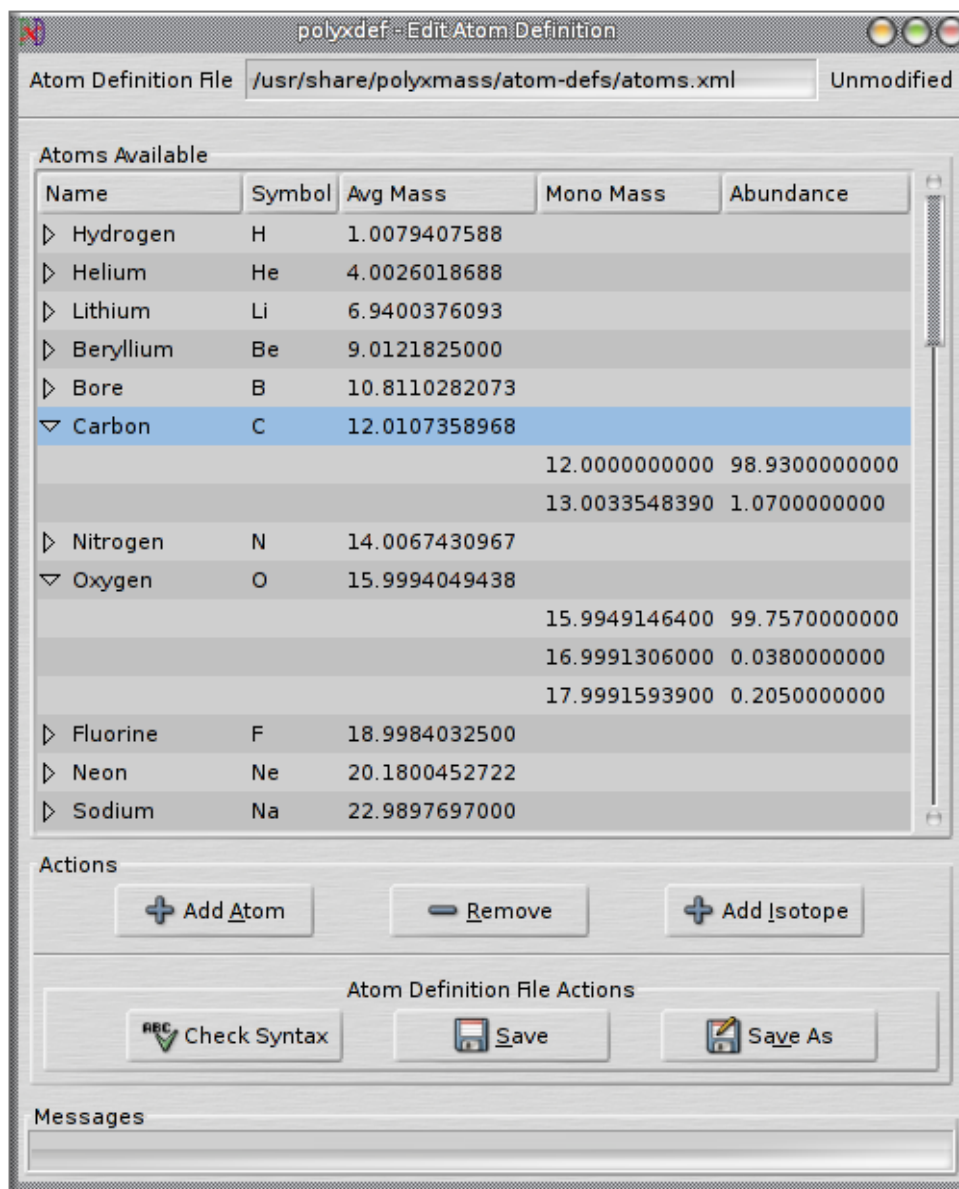 polyxdef - Edit Atom Definition
Atom Definition File /usr/share/polyxmass/atom-defs/atoms.xml Unmodified
Atoms Available
Name Symbol Avg Mass Mono Mass Abundance
Hydrogen H 1.0079407588
Helium He 4.0026018688
Lithium Li 6.9400376093
Beryllium Be 9.0121825000
Bore B 10.8110282073
Carbon C 12.0107358968
12.0000000000 98.9300000000
13.0033548390 1.0700000000
Nitrogen N 14.0067430967
Oxygen O 15.9994049438
15.9949146400 99.7570000000
16.9991306000 0.0380000000
17.9991593900 0.2050000000
Fluorine F 18.9984032500
Neon Ne 20.1800452722
Sodium Na 22.9897697000
Actions
Add Atom Remove Add Isotope
Atom Definition File Actions
ABC Check Syntax Save Save As
Messages